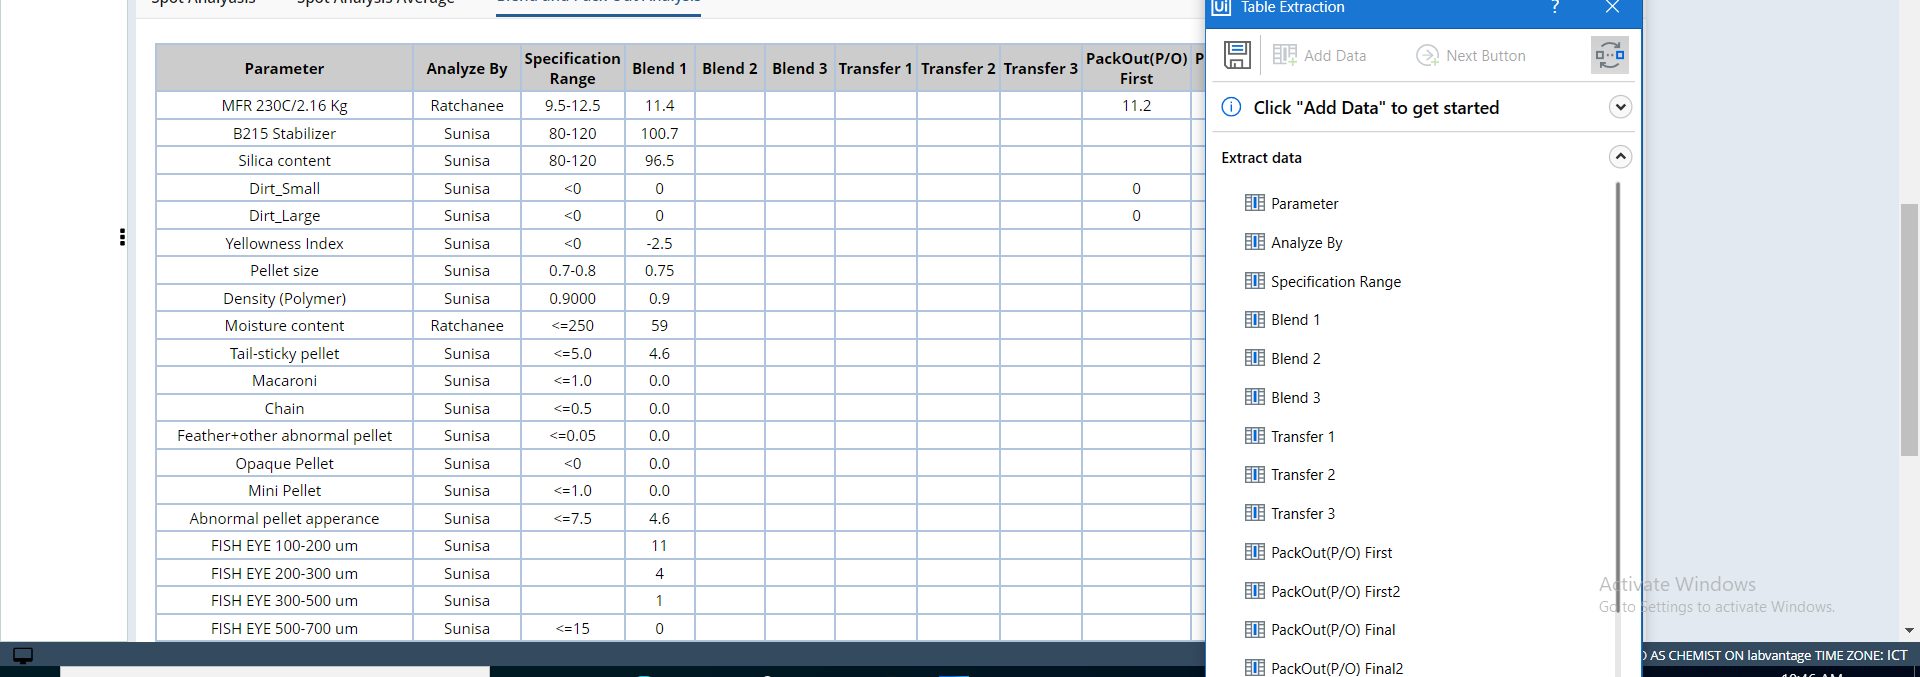 Spot Analyasis Spot Analysis Average Blend and Pack Out Analysis
Parameter Analyze By Specification Range Blend 1 Blend 2 Blend 3 Transfer 1 Transfer 2 Transfer 3 PackOut(P/O) First P
MFR 230C/2.16 Kg Ratchanee 9.5-12.5 11.4 11.2
B215 Stabilizer Sunisa 80-120 100.7
Silica content Sunisa 80-120 96.5
Dirt_Small Sunisa <0 0 0
Dirt_Large Sunisa <0 0 0
Yellowness Index Sunisa <0 -2.5
Pellet size Sunisa 0.7-0.8 0.75
Density (Polymer) Sunisa 0.9000 0.9
Moisture content Ratchanee <=250 59
Tail-sticky pellet Sunisa <=5.0 4.6
Macaroni Sunisa <=1.0 0.0
Chain Sunisa <=0.5 0.0
Feather+other abnormal pellet Sunisa <=0.05 0.0
Opaque Pellet Sunisa <0 0.0
Mini Pellet Sunisa <=1.0 0.0
Abnormal pellet apperance Sunisa <=7.5 4.6
FISH EYE 100-200 um Sunisa 11
FISH EYE 200-300 um Sunisa 4
FISH EYE 300-500 um Sunisa 1
FISH EYE 500-700 um Sunisa <=15 0
Ui Table Extraction ?
Add Data Next Button
Click "Add Data" to get started
Extract data
Parameter
Analyze By
Specification Range
Blend 1
Blend 2
Blend 3
Transfer 1
Transfer 2
Transfer 3
PackOut(P/O) First
PackOut(P/O) First2
PackOut(P/O) Final
PackOut(P/O) Final2
Activate Windows
Go to Settings to activate Windows.
AS CHEMIST ON labvantage TIME ZONE: ICT